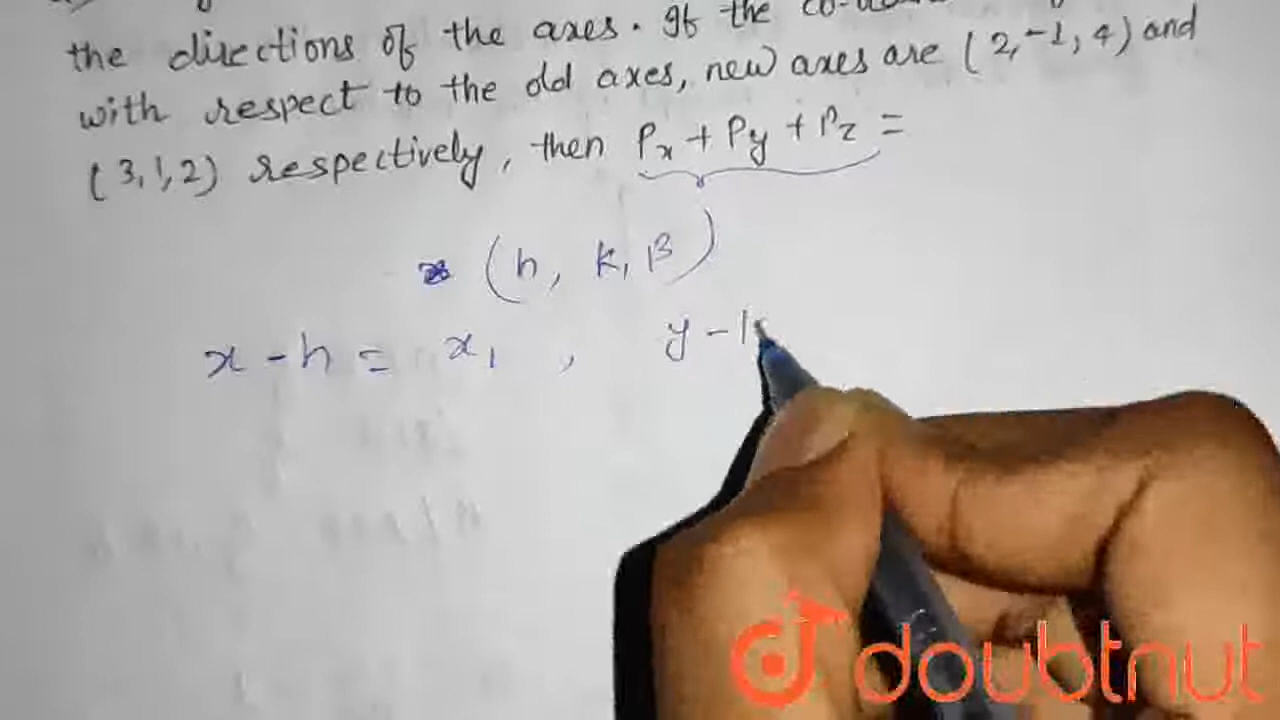 the directions of the axes. If the
with respect to the old axes, new axes are (2,-1,4) and
(3,1,2) respectively, then Px + Py + Pz =
(h, k, β)
x - h = x₁ , y - k
doubtnut